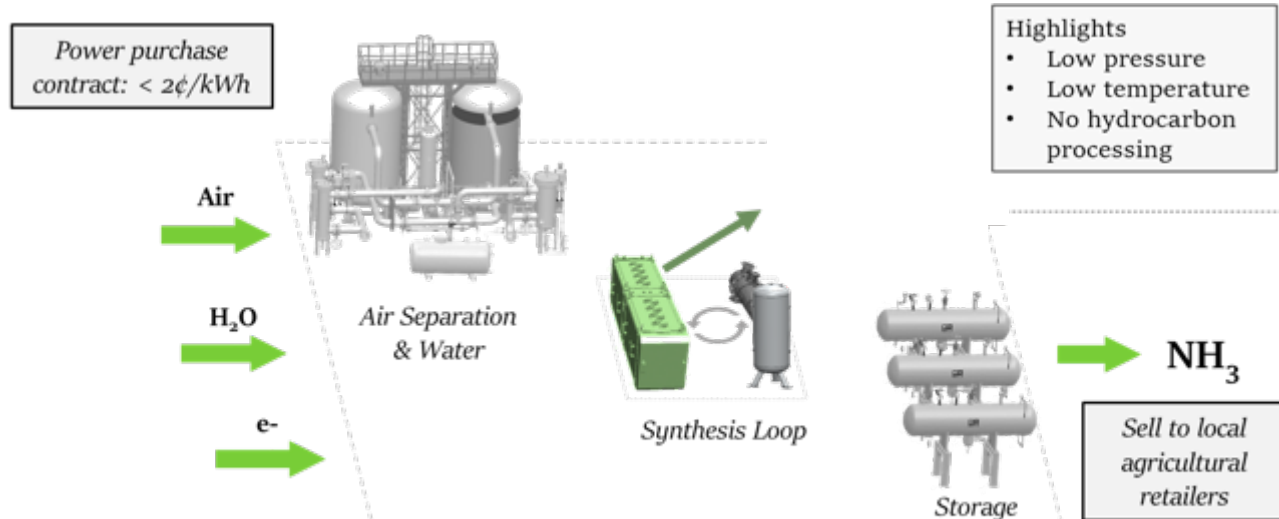 Power purchase
contract: < 2¢/kWh
Highlights
• Low pressure
• Low temperature
• No hydrocarbon
processing
Air
H₂O
e-
Air Separation
& Water
Synthesis Loop
Storage
NH₃
Sell to local
agricultural
retailers